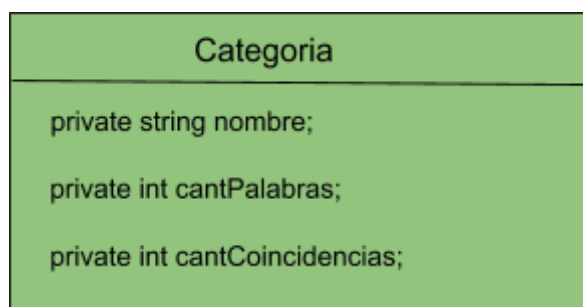 Categoria
private string nombre;
private int cantPalabras;
private int cantCoincidencias;